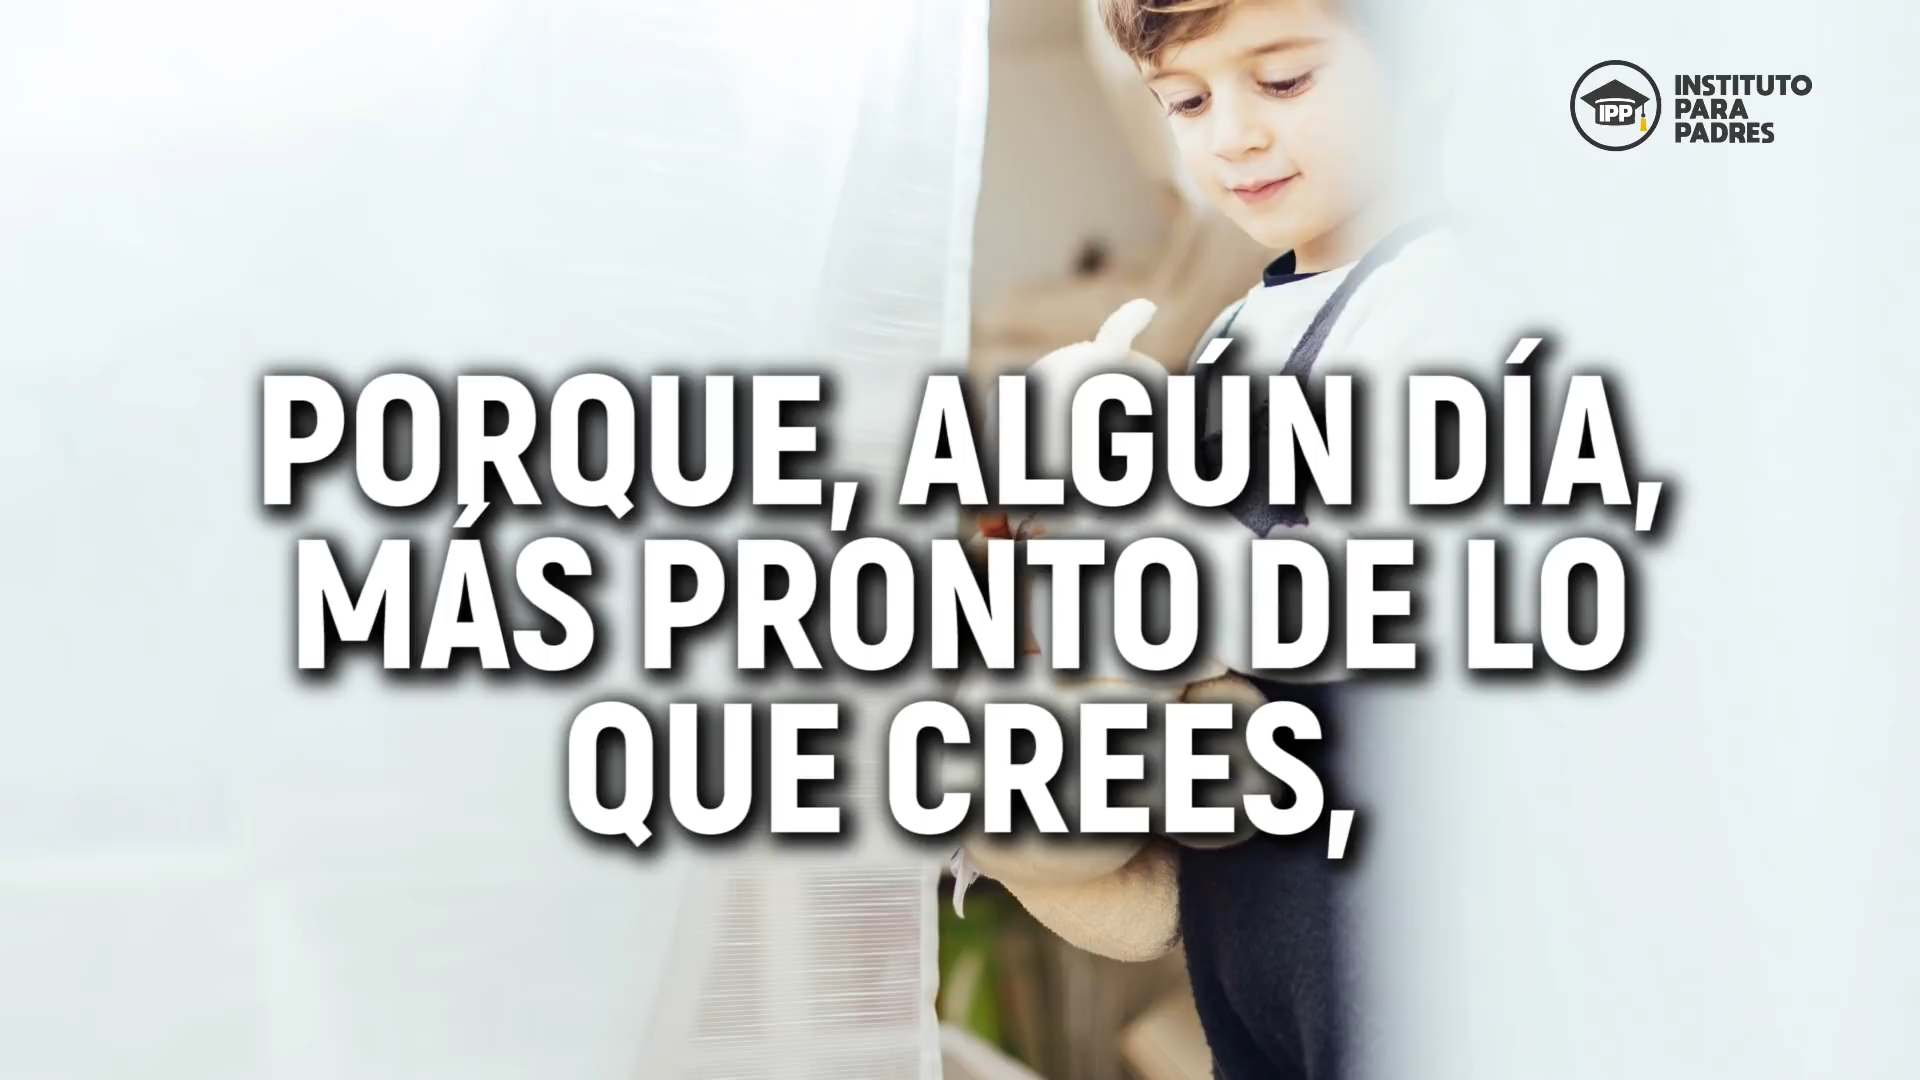 IPP
INSTITUTO
PARA
PADRES
PORQUE, ALGÚN DÍA,
MÁS PRONTO DE LO
QUE CREES,